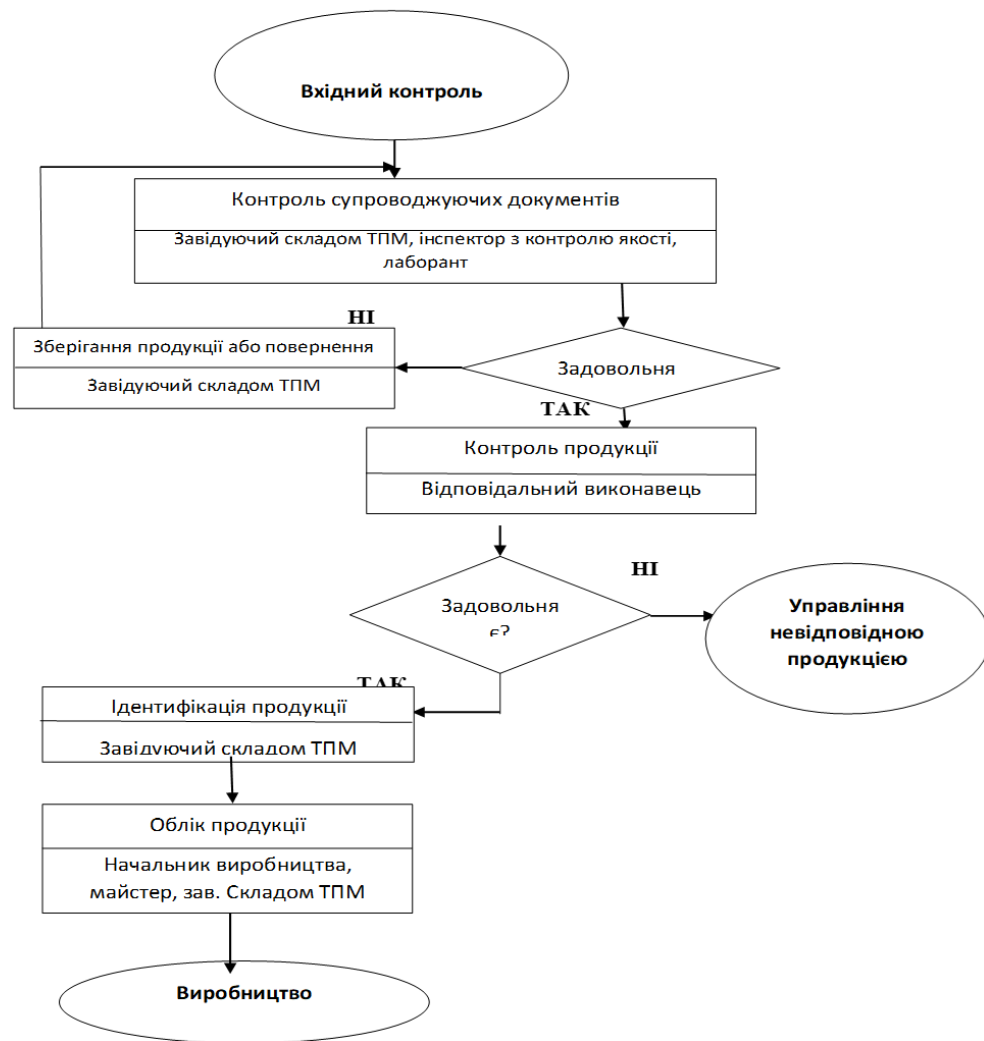 Вхідний контроль
Контроль супроводжуючих документів
Завідуючий складом ТПМ, інспектор з контролю якості,
лаборант
НІ
Зберігання продукції або повернення
Завідуючий складом ТПМ
Задовольня
ТАК
Контроль продукції
Відповідальний виконавець
НІ
Задовольня
є?
Управління
невідповідною
продукцією
ТАК
Ідентифікація продукції
Завідуючий складом ТПМ
Облік продукції
Начальник виробництва,
майстер, зав. Складом ТПМ
Виробництво